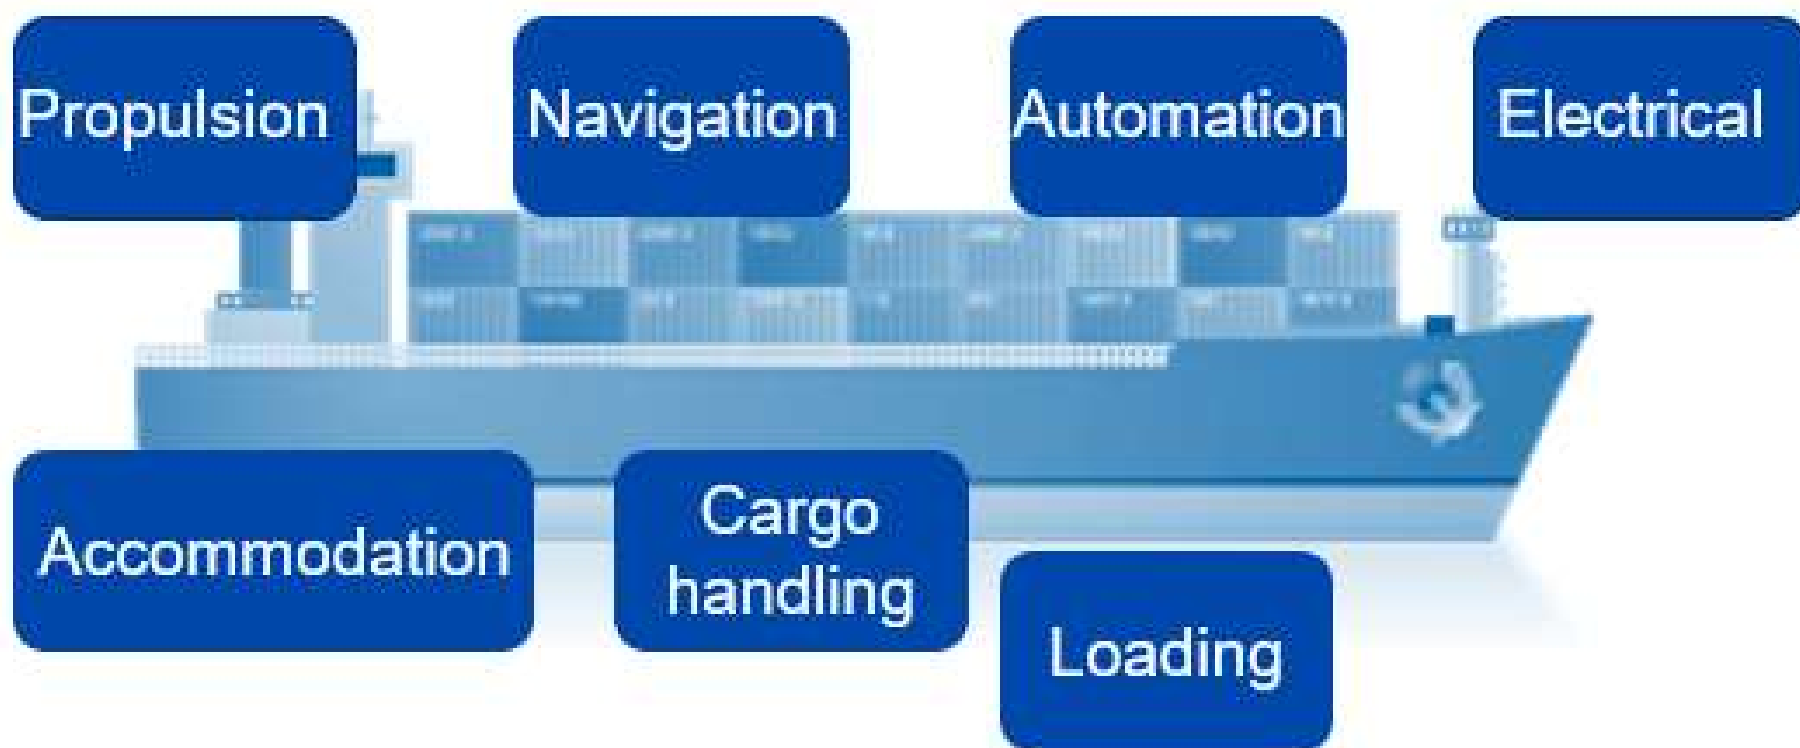 Propulsion
Navigation
Automation
Electrical
Accommodation
Cargo
handling
Loading